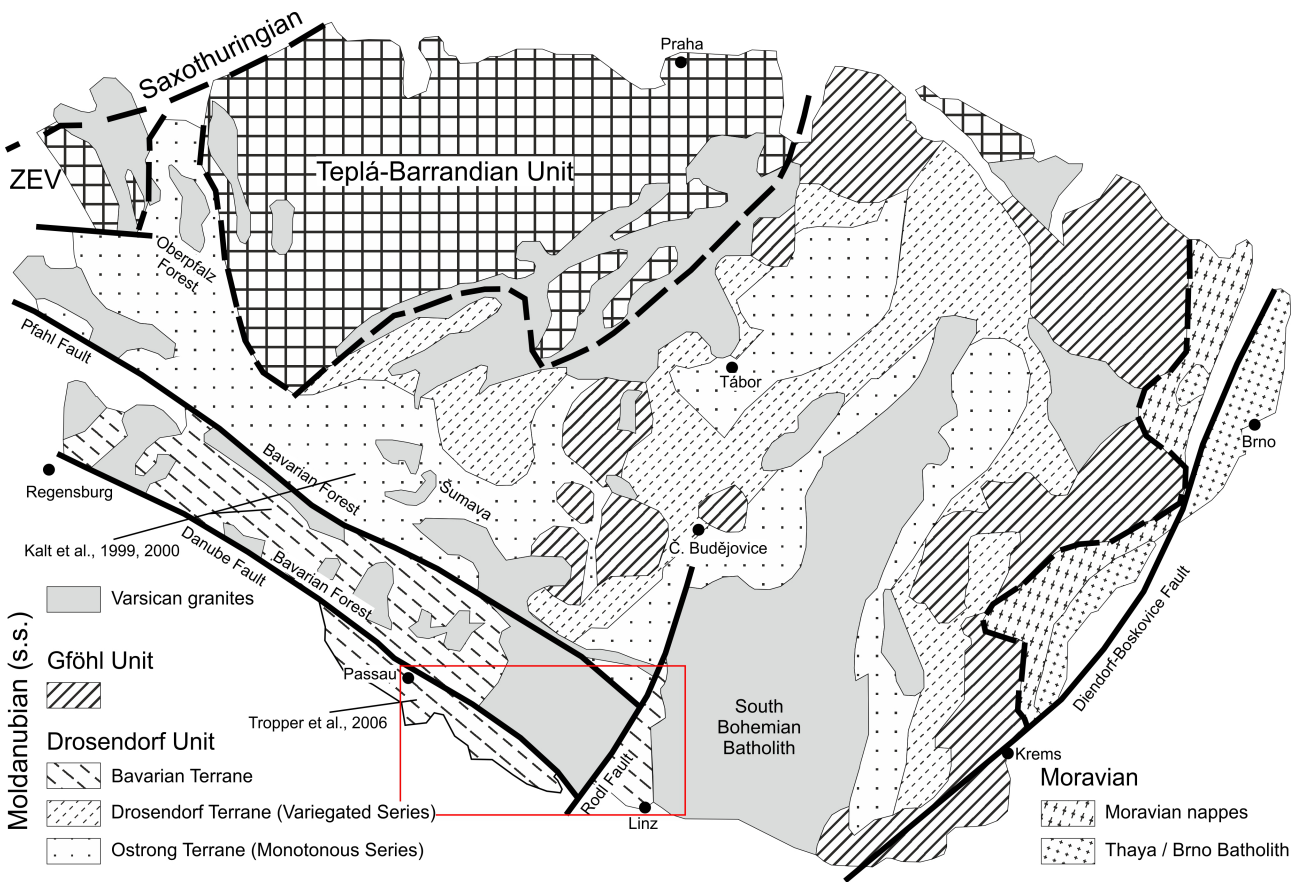 Saxothuringian
Praha
ZEV
Teplá-Barrandian Unit
Oberpfalz
Forest
Pfahl Fault
Tábor
Brno
Regensburg
Bavarian Forest
Šumava
Kalt et al., 1999, 2000
Danube Fault
Bavarian Forest
Č. Budějovice
Varsican granites
Moldanubian (s.s.)
Gföhl Unit
Passau
Tropper et al., 2006
South
Bohemian
Batholith
Diendorf-Boskovice Fault
Drosendorf Unit
Bavarian Terrane
Drosendorf Terrane (Variegated Series)
Ostrong Terrane (Monotonous Series)
Rodl Fault
Linz
Krems
Moravian
Moravian nappes
Thaya / Brno Batholith